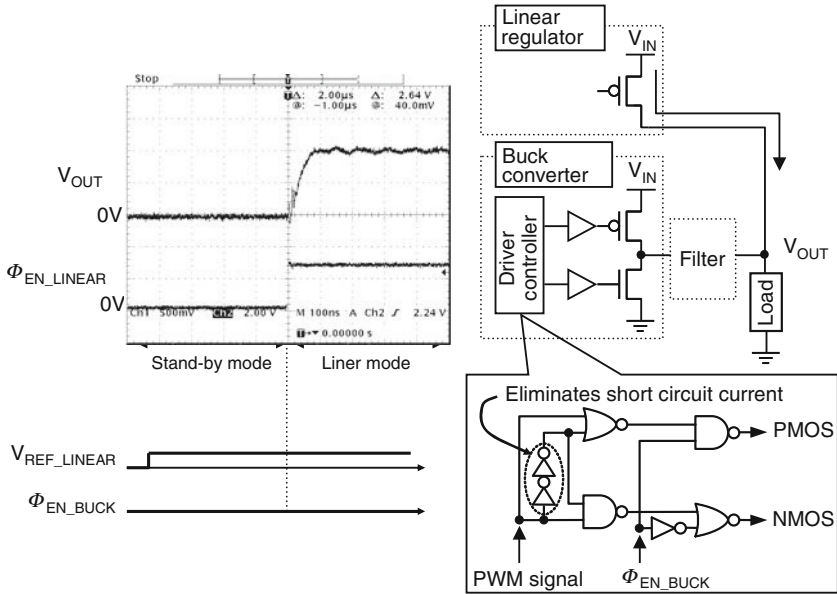 Stop
Δ: 2.00µs Δ: 2.64 V
@: −1.00µs @: 40.0mV
V_OUT
0V
Φ_EN_LINEAR
0V
Ch1 500mV Ch2 2.00 V M 100ns A Ch2 2.24 V
0.00000 s
Stand-by mode
Liner mode
V_REF_LINEAR
Φ_EN_BUCK
Linear
regulator
V_IN
Buck
converter
V_IN
Driver
controller
Filter
V_OUT
Load
Eliminates short circuit current
PMOS
NMOS
PWM signal
Φ_EN_BUCK